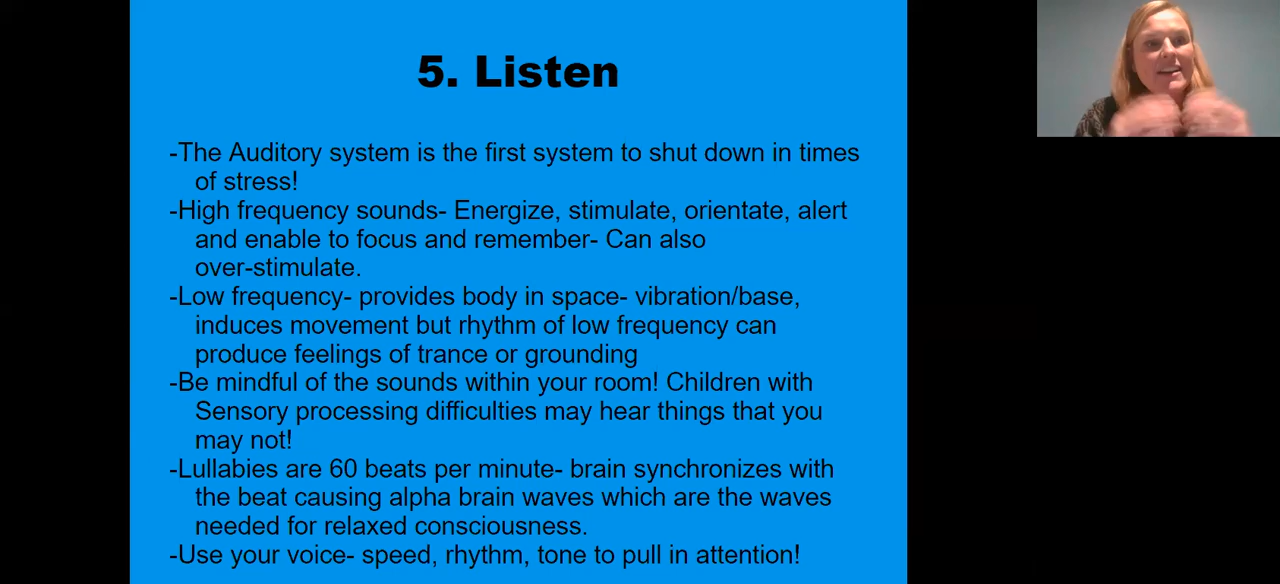 5. Listen
-The Auditory system is the first system to shut down in times
of stress!
-High frequency sounds- Energize, stimulate, orientate, alert
and enable to focus and remember- Can also
over-stimulate.
-Low frequency- provides body in space- vibration/base,
induces movement but rhythm of low frequency can
produce feelings of trance or grounding
-Be mindful of the sounds within your room! Children with
Sensory processing difficulties may hear things that you
may not!
-Lullabies are 60 beats per minute- brain synchronizes with
the beat causing alpha brain waves which are the waves
needed for relaxed consciousness.
-Use your voice- speed, rhythm, tone to pull in attention!